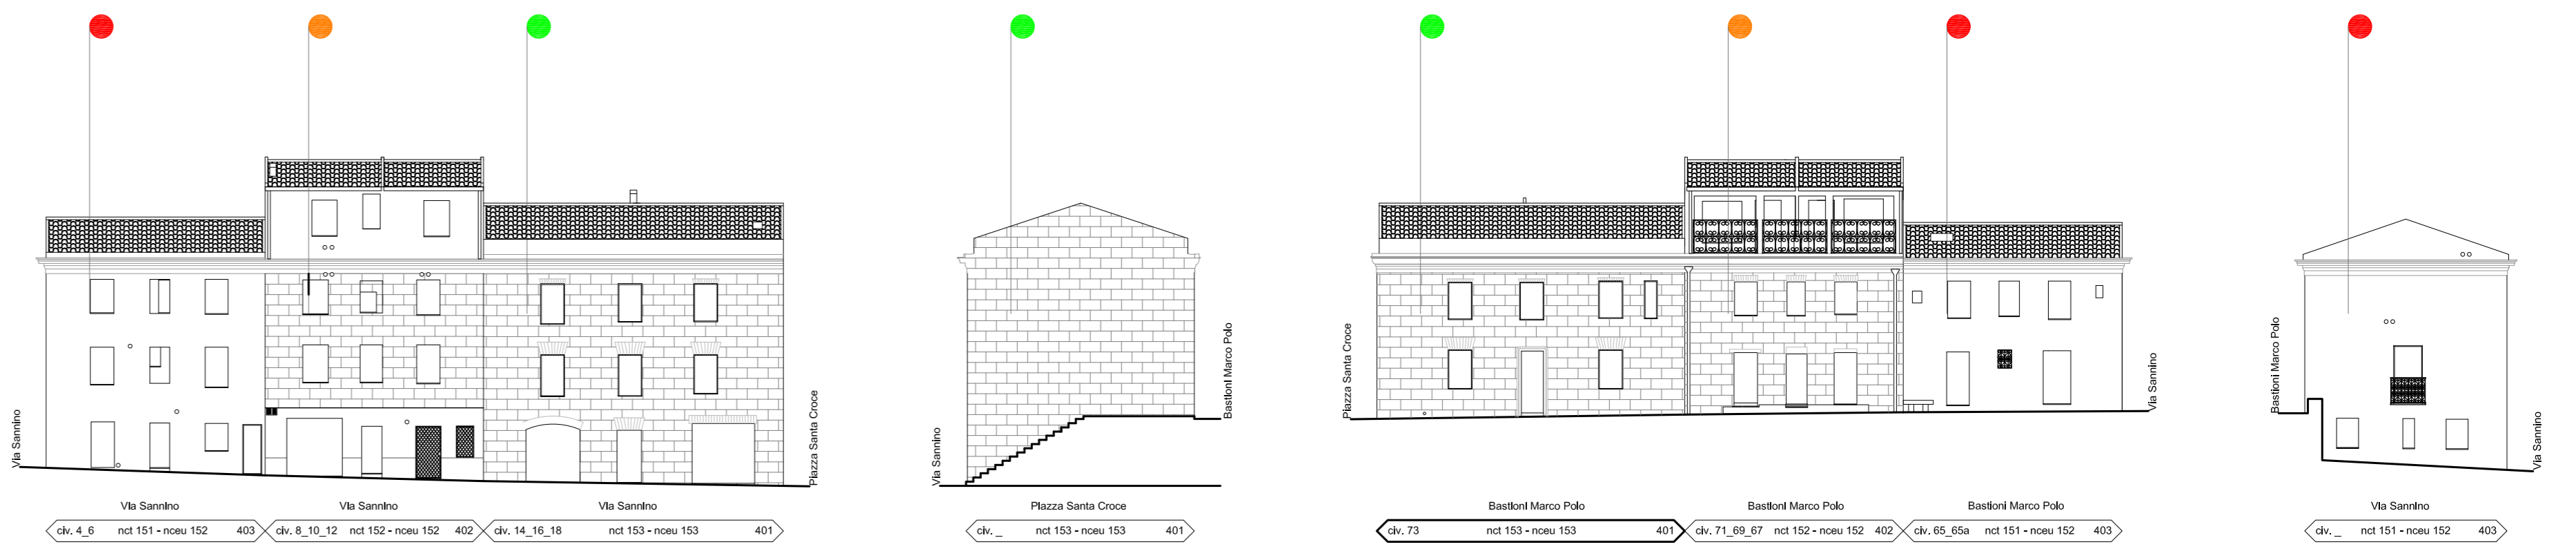 Via Sannino
Piazza Santa Croce
Via Sannino
Via Sannino
Via Sannino
civ. 4_6 nct 151 - nceu 152 403
civ. 8_10_12 nct 152 - nceu 152 402
civ. 14_16_18 nct 153 - nceu 153 401
Via Sannino
Bastioni Marco Polo
Piazza Santa Croce
civ. _ nct 153 - nceu 153 401
Piazza Santa Croce
Via Sannino
Bastioni Marco Polo
Bastioni Marco Polo
Bastioni Marco Polo
civ. 73 nct 153 - nceu 153 401
civ. 71_69_67 nct 152 - nceu 152 402
civ. 65_65a nct 151 - nceu 152 403
Bastioni Marco Polo
Via Sannino
Via Sannino
civ. _ nct 151 - nceu 152 403